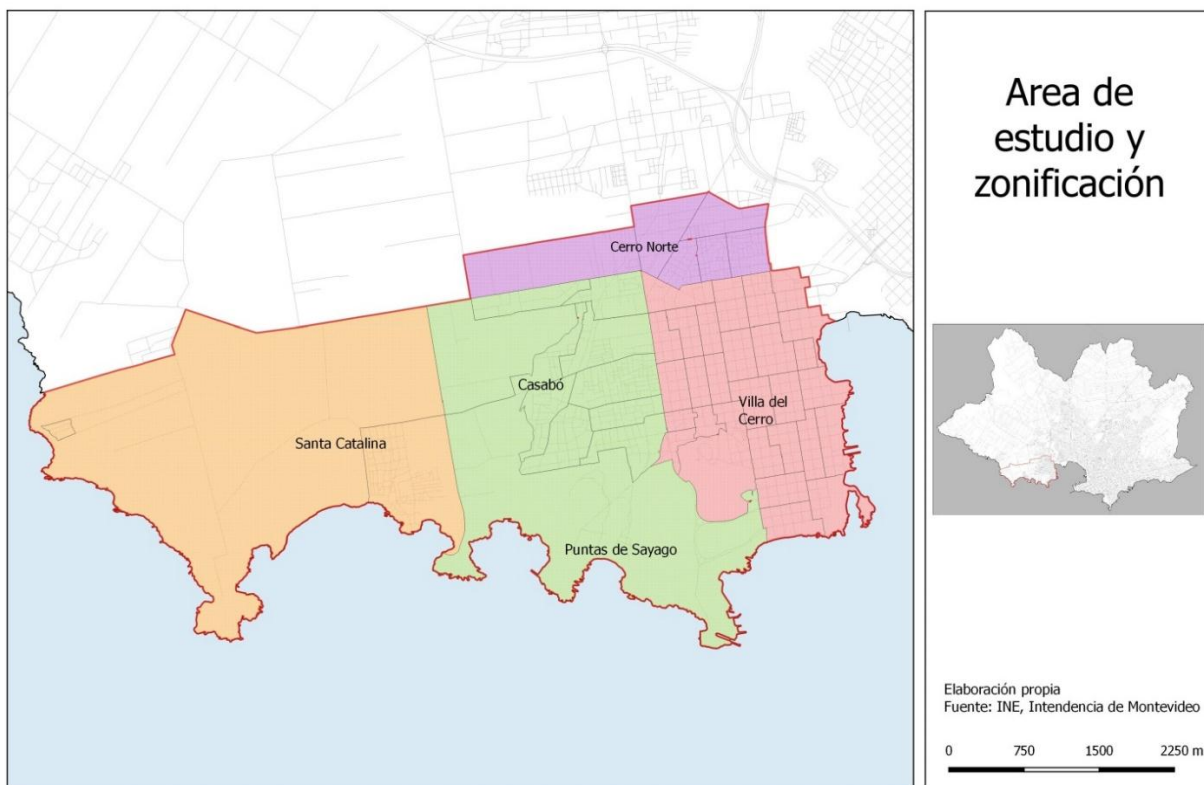 Cerro Norte
Casabó
Villa del
Cerro
Santa Catalina
Puntas de Sayago
Area de
estudio y
zonificación
Elaboración propia
Fuente: INE, Intendencia de Montevideo
0 750 1500 2250 m